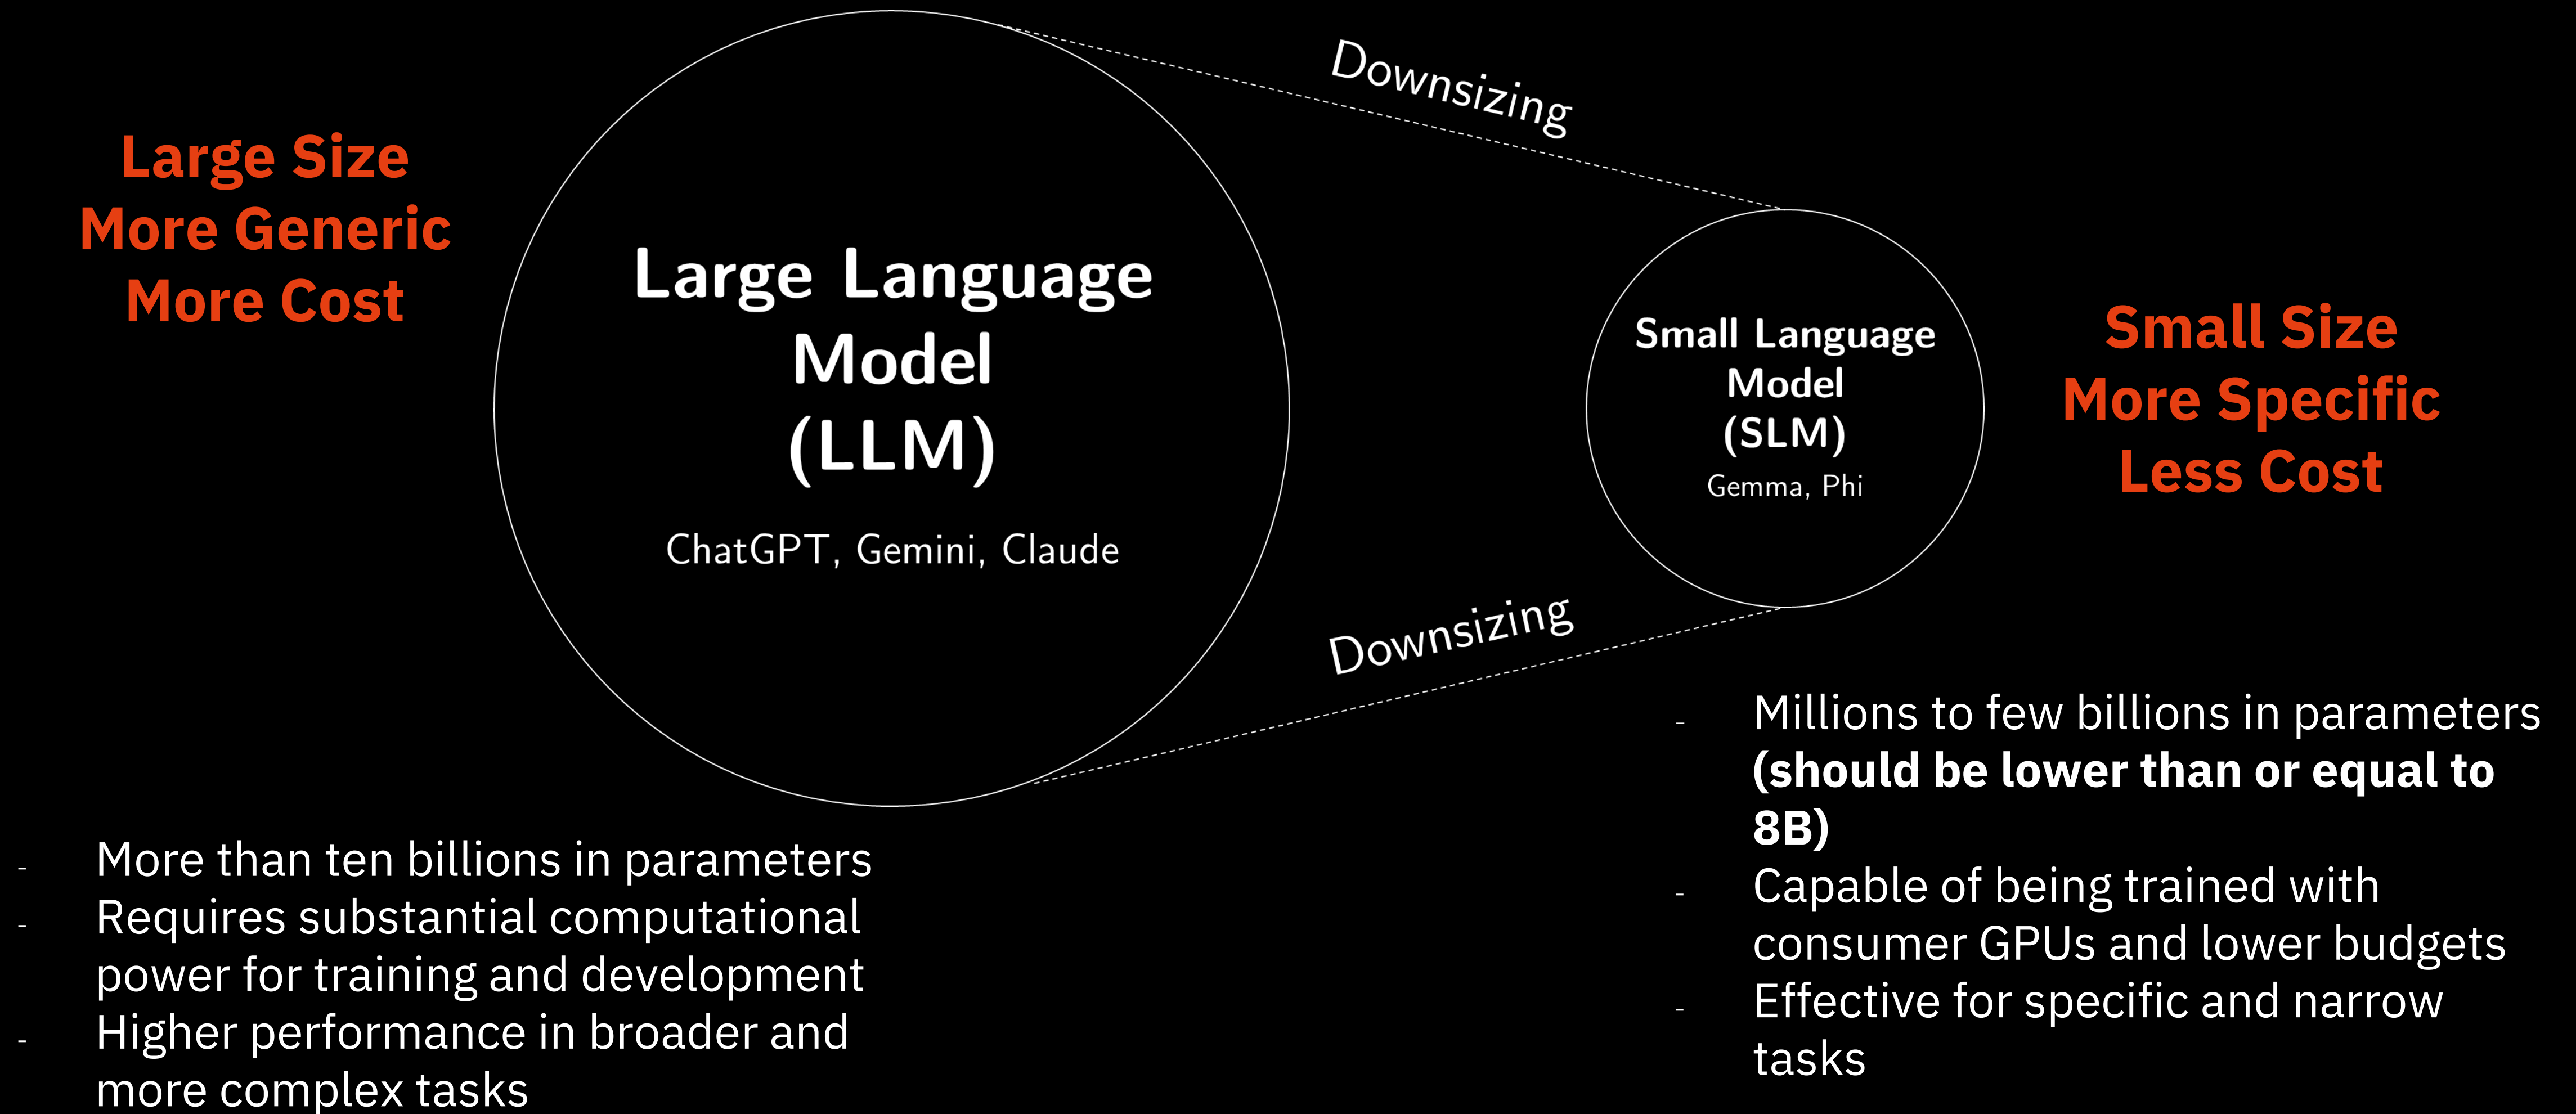 Downsizing
Large Size
More Generic
More Cost
Large Language
Model
(LLM)
ChatGPT, Gemini, Claude
Small Language
Model
(SLM)
Gemma, Phi
Small Size
More Specific
Less Cost
Downsizing
- More than ten billions in parameters
- Requires substantial computational
power for training and development
- Higher performance in broader and
more complex tasks
- Millions to few billions in parameters
(should be lower than or equal to
8B)
- Capable of being trained with
consumer GPUs and lower budgets
- Effective for specific and narrow
tasks